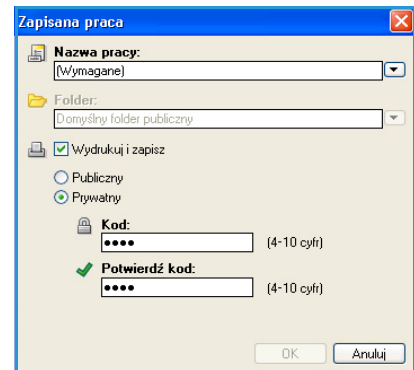 Zapisana praca
Nazwa pracy:
(Wymagane)
Folder:
Domyślny folder publiczny
Wydrukuj i zapisz
Publiczny
Prywatny
Kod:
●●●● (4-10 cyfr)
Potwierdź kod:
●●●● (4-10 cyfr)
OK Anuluj